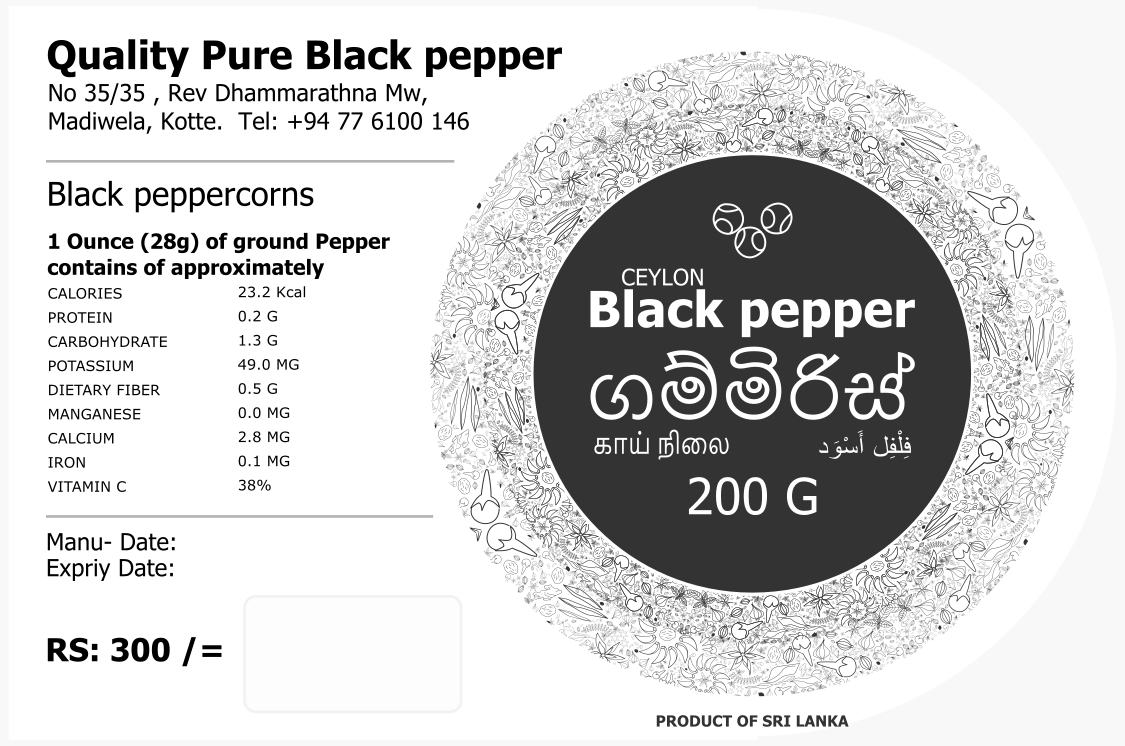 Quality Pure Black pepper
No 35/35 , Rev Dhammarathna Mw,
Madiwela, Kotte.  Tel: +94 77 6100 146
Black peppercorns
1 Ounce (28g) of ground Pepper
contains of approximately
CALORIES 23.2 Kcal
PROTEIN 0.2 G
CARBOHYDRATE 1.3 G
POTASSIUM 49.0 MG
DIETARY FIBER 0.5 G
MANGANESE 0.0 MG
CALCIUM 2.8 MG
IRON 0.1 MG
VITAMIN C 38%
Manu- Date:
Expriy Date:
RS: 300 /=
CEYLON
Black pepper
ගම්මිරිස්
காய் நிலை فِلْفِل أَسْوَد
200 G
PRODUCT OF SRI LANKA